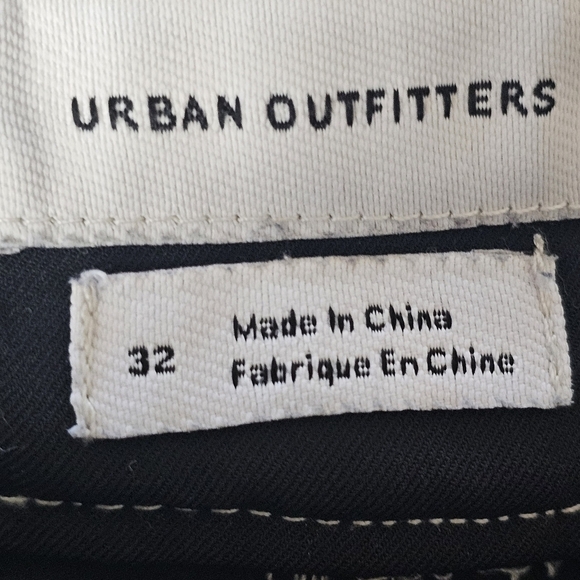 URBAN OUTFITTERS
32
Made In China
Fabrique En Chine